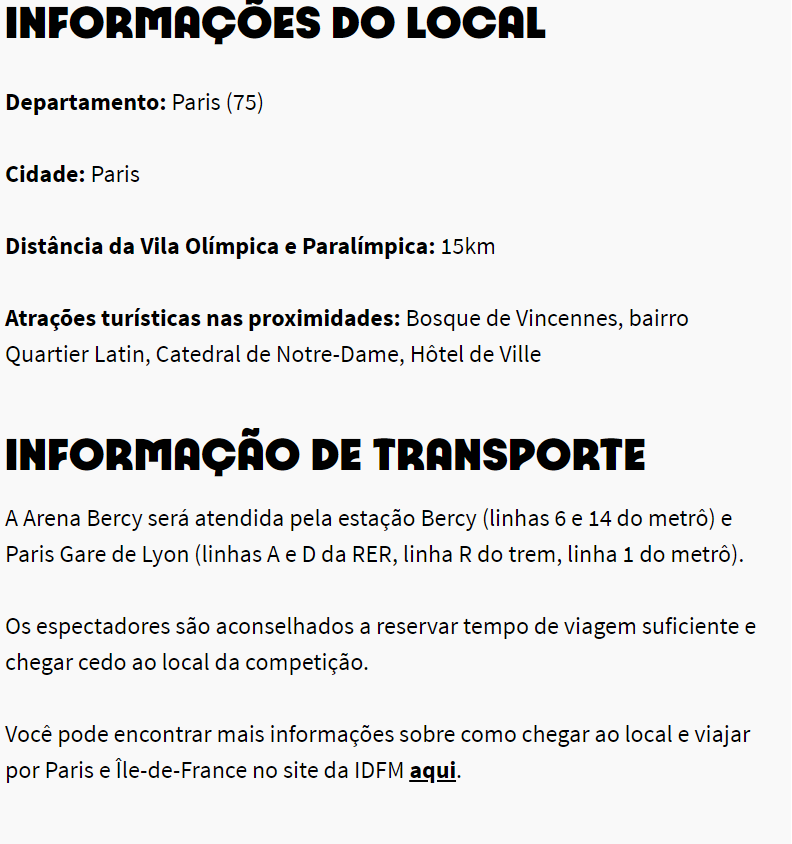 INFORMAÇÕES DO LOCAL
Departamento: Paris (75)
Cidade: Paris
Distância da Vila Olímpica e Paralímpica: 15km
Atrações turísticas nas proximidades: Bosque de Vincennes, bairro
Quartier Latin, Catedral de Notre-Dame, Hôtel de Ville
INFORMAÇÃO DE TRANSPORTE
A Arena Bercy será atendida pela estação Bercy (linhas 6 e 14 do metrô) e
Paris Gare de Lyon (linhas A e D da RER, linha R do trem, linha 1 do metrô).
Os espectadores são aconselhados a reservar tempo de viagem suficiente e
chegar cedo ao local da competição.
Você pode encontrar mais informações sobre como chegar ao local e viajar
por Paris e Île-de-France no site da IDFM aqui.